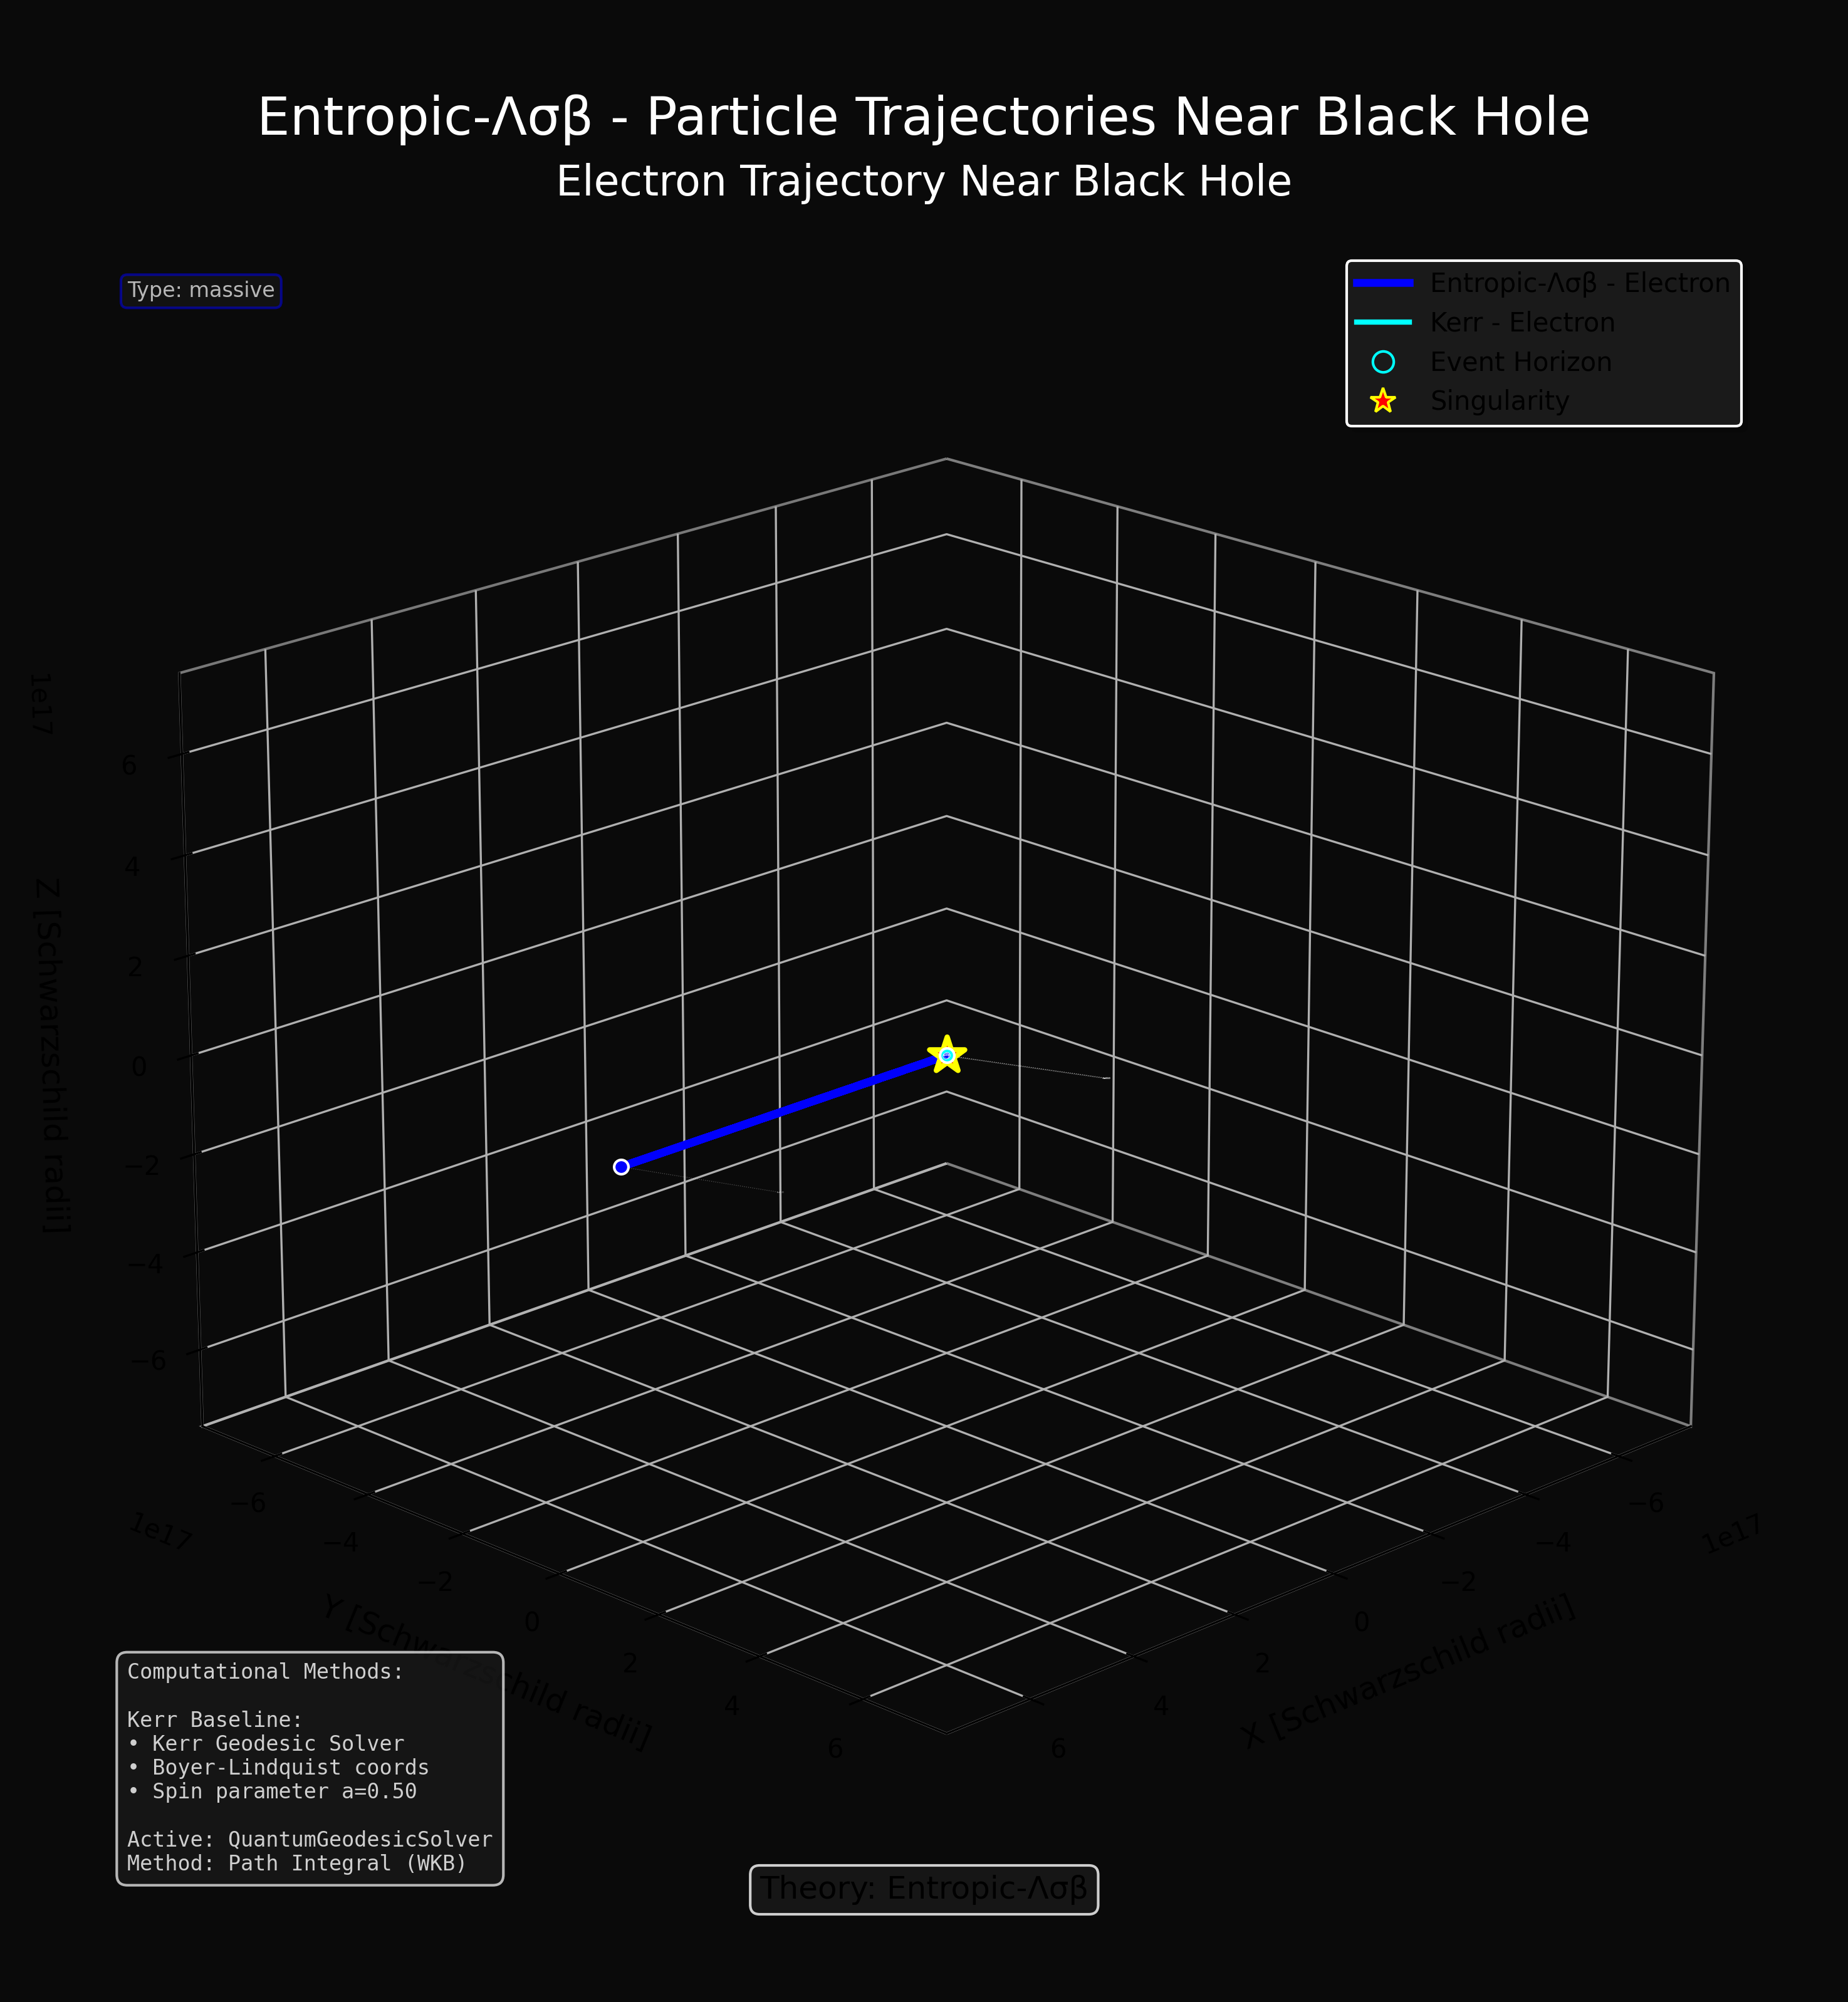 Entropic-Λσβ - Particle Trajectories Near Black Hole
Electron Trajectory Near Black Hole
Type: massive
Entropic-Λσβ - Electron
Kerr - Electron
Event Horizon
Singularity
1e17
6
4
2
0
−2
−4
−6
Z [Schwarzschild radii]
1e17
−6
−4
−2
0
2
4
6
Y [Schwarzschild radii]
6
4
2
0
−2
−4
−6
1e17
X [Schwarzschild radii]
Computational Methods:
Kerr Baseline:
• Kerr Geodesic Solver
• Boyer-Lindquist coords
• Spin parameter a=0.50
Active: QuantumGeodesicSolver
Method: Path Integral (WKB)
Theory: Entropic-Λσβ